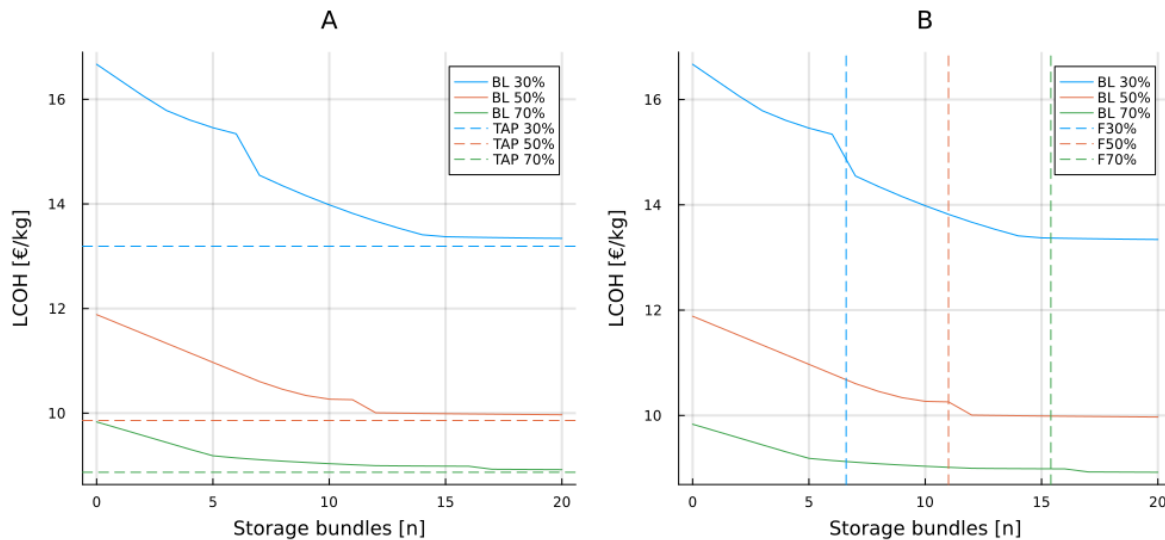 A
LCOH [€/kg]
16
14
12
10
BL 30%
BL 50%
BL 70%
TAP 30%
TAP 50%
TAP 70%
0
5
10
15
20
Storage bundles [n]
B
LCOH [€/kg]
16
14
12
10
BL 30%
BL 50%
BL 70%
F30%
F50%
F70%
0
5
10
15
20
Storage bundles [n]